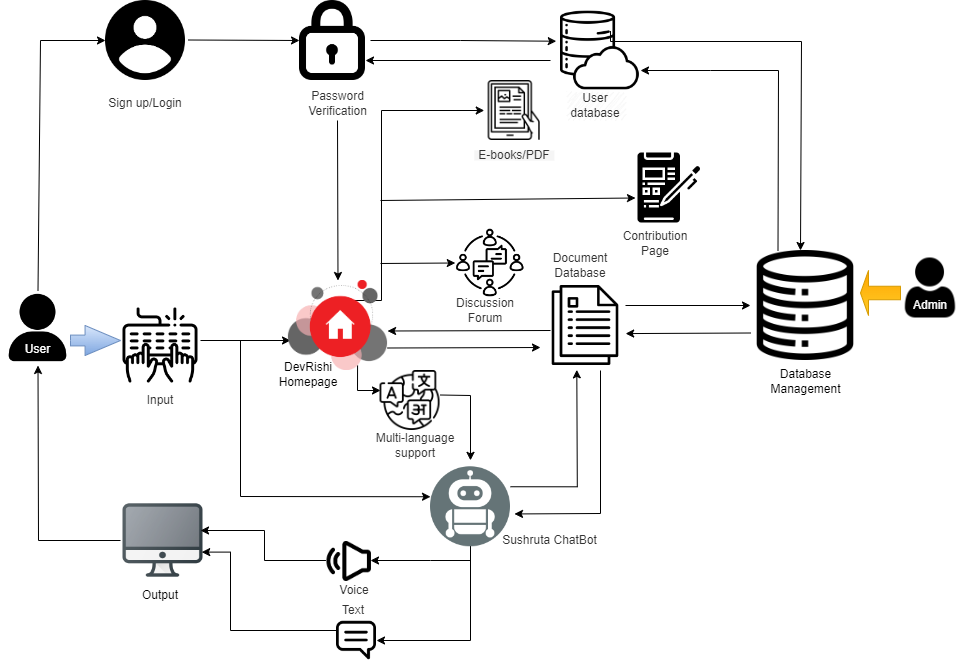 Sign up/Login
Password
Verification
User
database
E-books/PDF
Contribution
Page
Discussion
Forum
Document
Database
User
Input
DevRishi
Homepage
Admin
Database
Management
A
文
अ
Multi-language
support
Sushruta ChatBot
Output
Voice
Text